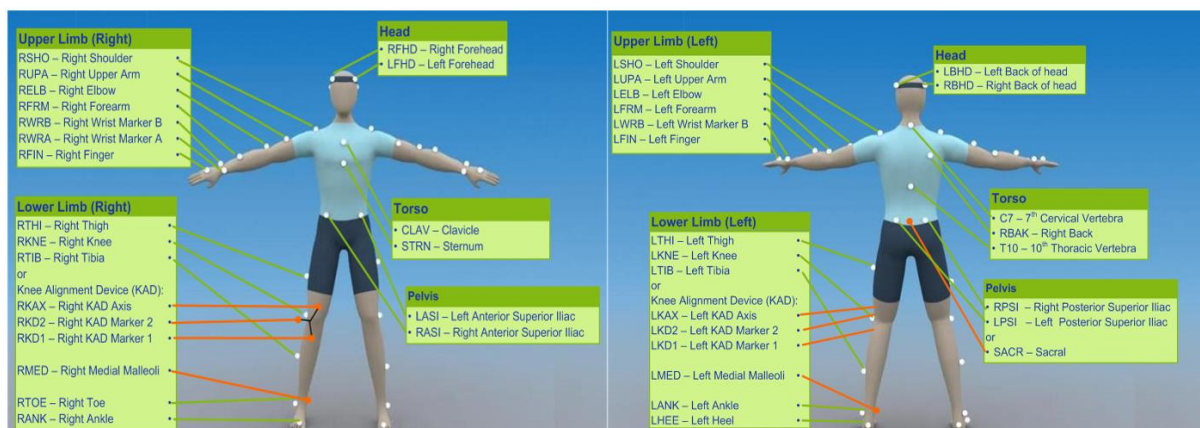 Upper Limb (Right)
RSHO – Right Shoulder
RUPA – Right Upper Arm
RELB – Right Elbow
RFRM – Right Forearm
RWRB – Right Wrist Marker B
RWRA – Right Wrist Marker A
RFIN – Right Finger
Head
RFHD – Right Forehead
LFHD – Left Forehead
Lower Limb (Right)
RTHI – Right Thigh
RKNE – Right Knee
RTIB – Right Tibia
or
Knee Alignment Device (KAD):
RKAX – Right KAD Axis
RKD2 – Right KAD Marker 2
RKD1 – Right KAD Marker 1
RMED – Right Medial Malleoli
RTOE – Right Toe
RANK – Right Ankle
Torso
CLAV – Clavicle
STRN – Sternum
Pelvis
LASI – Left Anterior Superior Iliac
RASI – Right Anterior Superior Iliac
Upper Limb (Left)
LSHO – Left Shoulder
LUPA – Left Upper Arm
LELB – Left Elbow
LFRM – Left Forearm
LWRB – Left Wrist Marker B
LFIN – Left Finger
Head
LBHD – Left Back of head
RBHD – Right Back of head
Torso
C7 – 7th Cervical Vertebra
RBAK – Right Back
T10 – 10th Thoracic Vertebra
Lower Limb (Left)
LTHI – Left Thigh
LKNE – Left Knee
LTIB – Left Tibia
or
Knee Alignment Device (KAD):
LKAX – Left KAD Axis
LKD2 – Left KAD Marker 2
LKD1 – Left KAD Marker 1
LMED – Left Medial Malleoli
LANK – Left Ankle
LHEE – Left Heel
Pelvis
RPSI – Right Posterior Superior Iliac
LPSI – Left Posterior Superior Iliac
or
SACR – Sacral